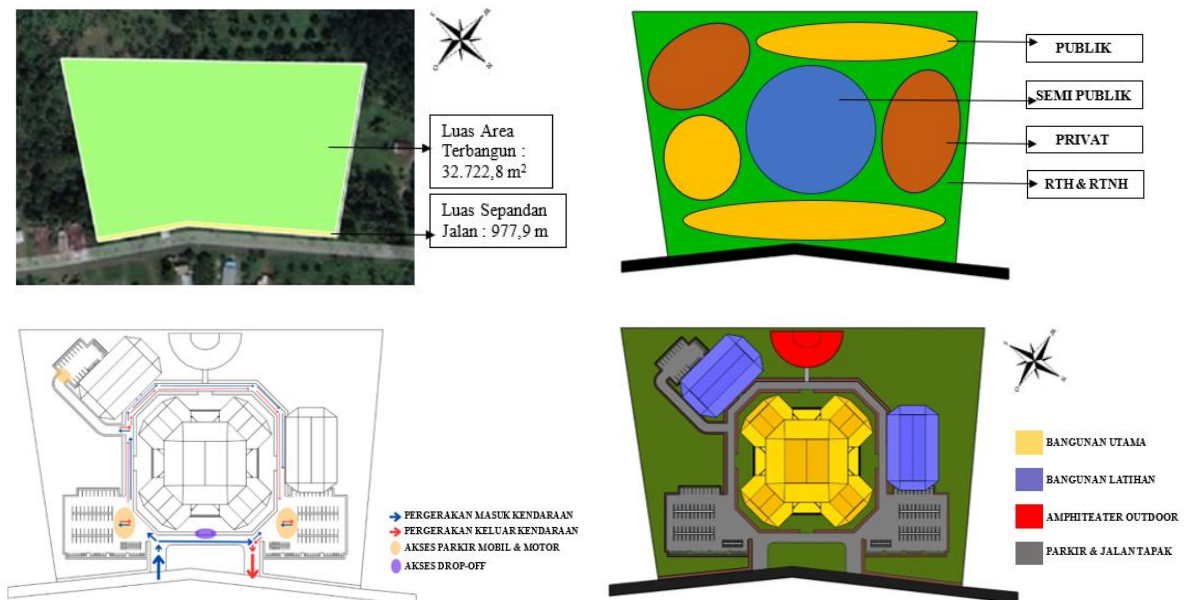 Luas Area
Terbangun :
32.722,8 m²
Luas Sepandan
Jalan : 977,9 m
PUBLIK
SEMI PUBLIK
PRIVAT
RTH & RTNH
PERGERAKAN MASUK KENDARAAN
PERGERAKAN KELUAR KENDARAAN
AKSES PARKIR MOBIL & MOTOR
AKSES DROP-OFF
BANGUNAN UTAMA
BANGUNAN LATIHAN
AMPHITEATER OUTDOOR
PARKIR & JALAN TAPAK